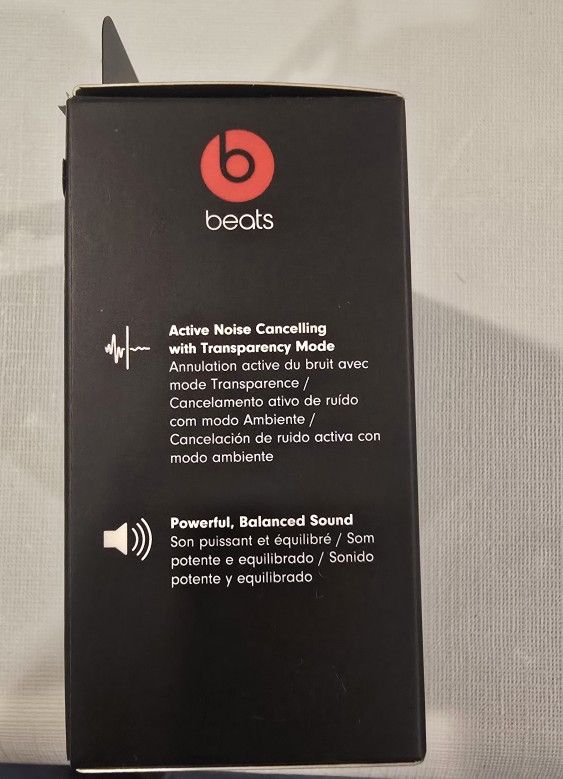 b
beats
Active Noise Cancelling
with Transparency Mode
Annulation active du bruit avec
mode Transparence /
Cancelamento ativo de ruído
com modo Ambiente /
Cancelación de ruido activa con
modo ambiente
Powerful, Balanced Sound
Son puissant et équilibré / Som
potente e equilibrado / Sonido
potente y equilibrado